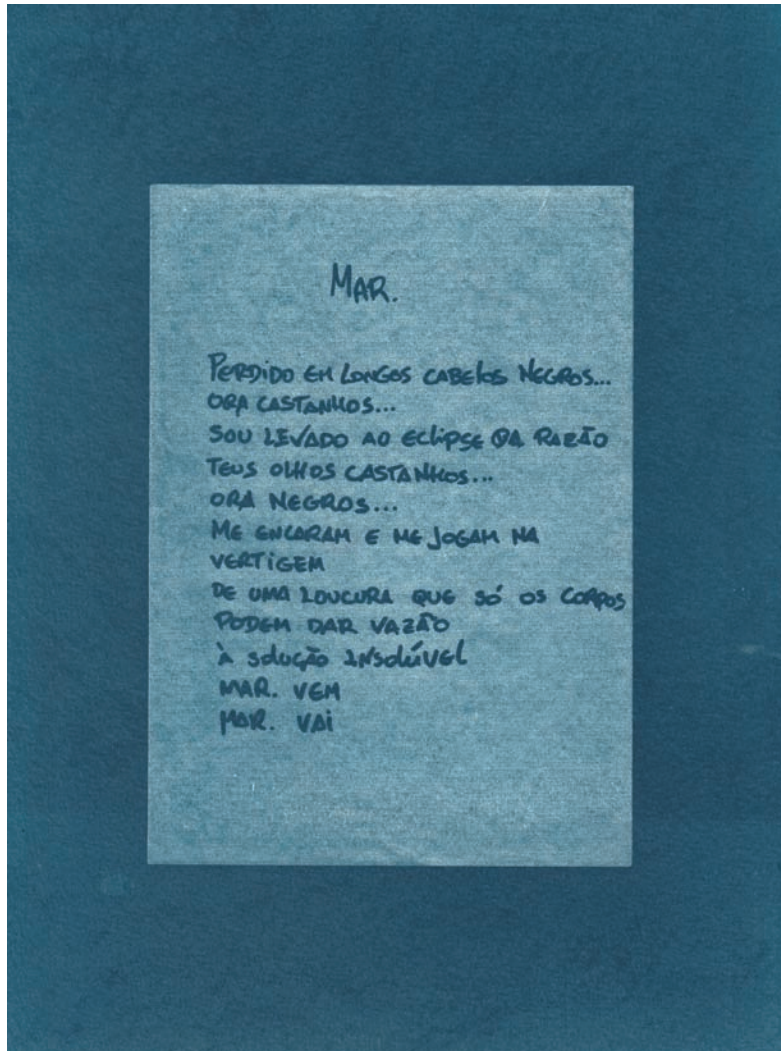 MAR.
PERDIDO EM LONGOS CABELOS NEGROS...
ORA CASTANHOS...
SOU LEVADO AO ECLIPSE DA RAZÃO
TEUS OLHOS CASTANHOS...
ORA NEGROS...
ME ENCARAM E ME JOGAM NA
VERTIGEM
DE UMA LOUCURA QUE SÓ OS CORPOS
PODEM DAR VAZÃO
À SOLUÇÃO INSOLÚVEL
MAR. VEM
MAR. VAI